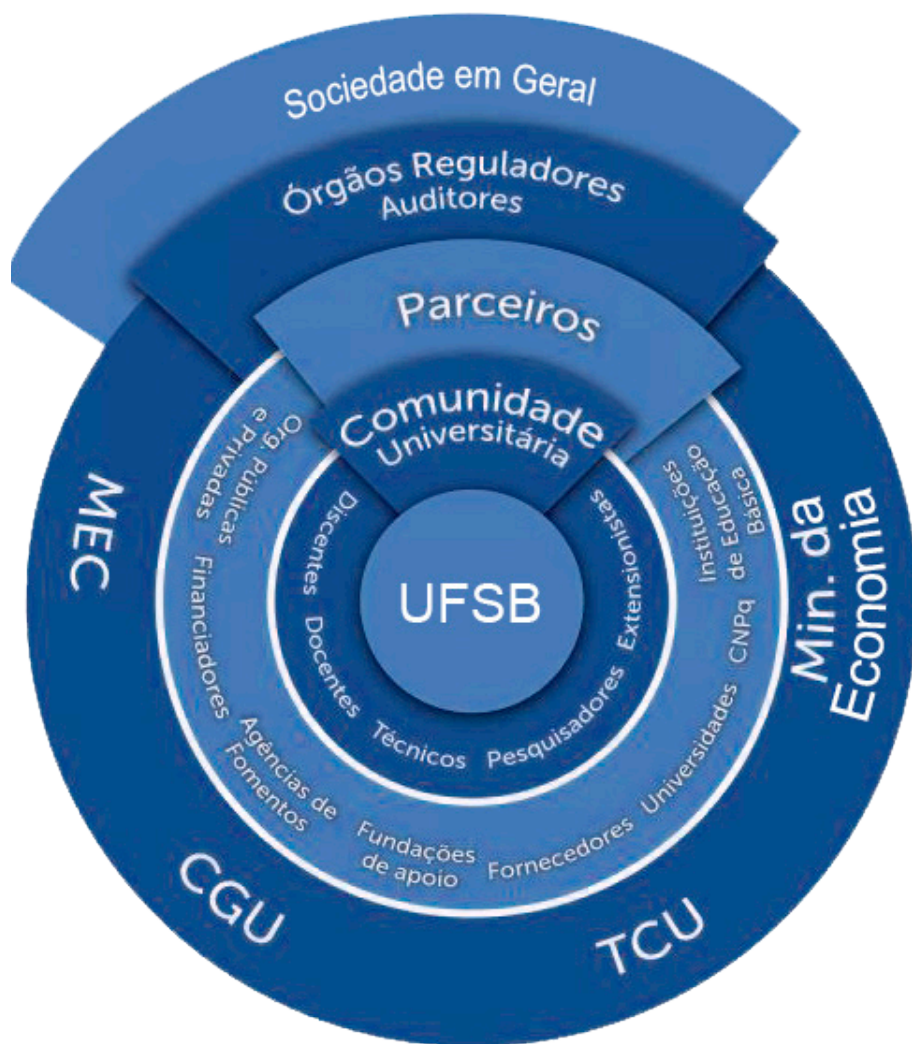 Sociedade em Geral
Órgãos Reguladores
Auditores
Parceiros
Comunidade
Universitária
UFSB
Discentes
Docentes
Técnicos
Pesquisadores
Extensionistas
Org. Públicas
e Privadas
Financiadores
Agências de
Fomentos
Fundações
de apoio
Fornecedores
Universidades
CNPq
Instituições
de Educação
Básica
MEC
CGU
TCU
Min. da
Economia